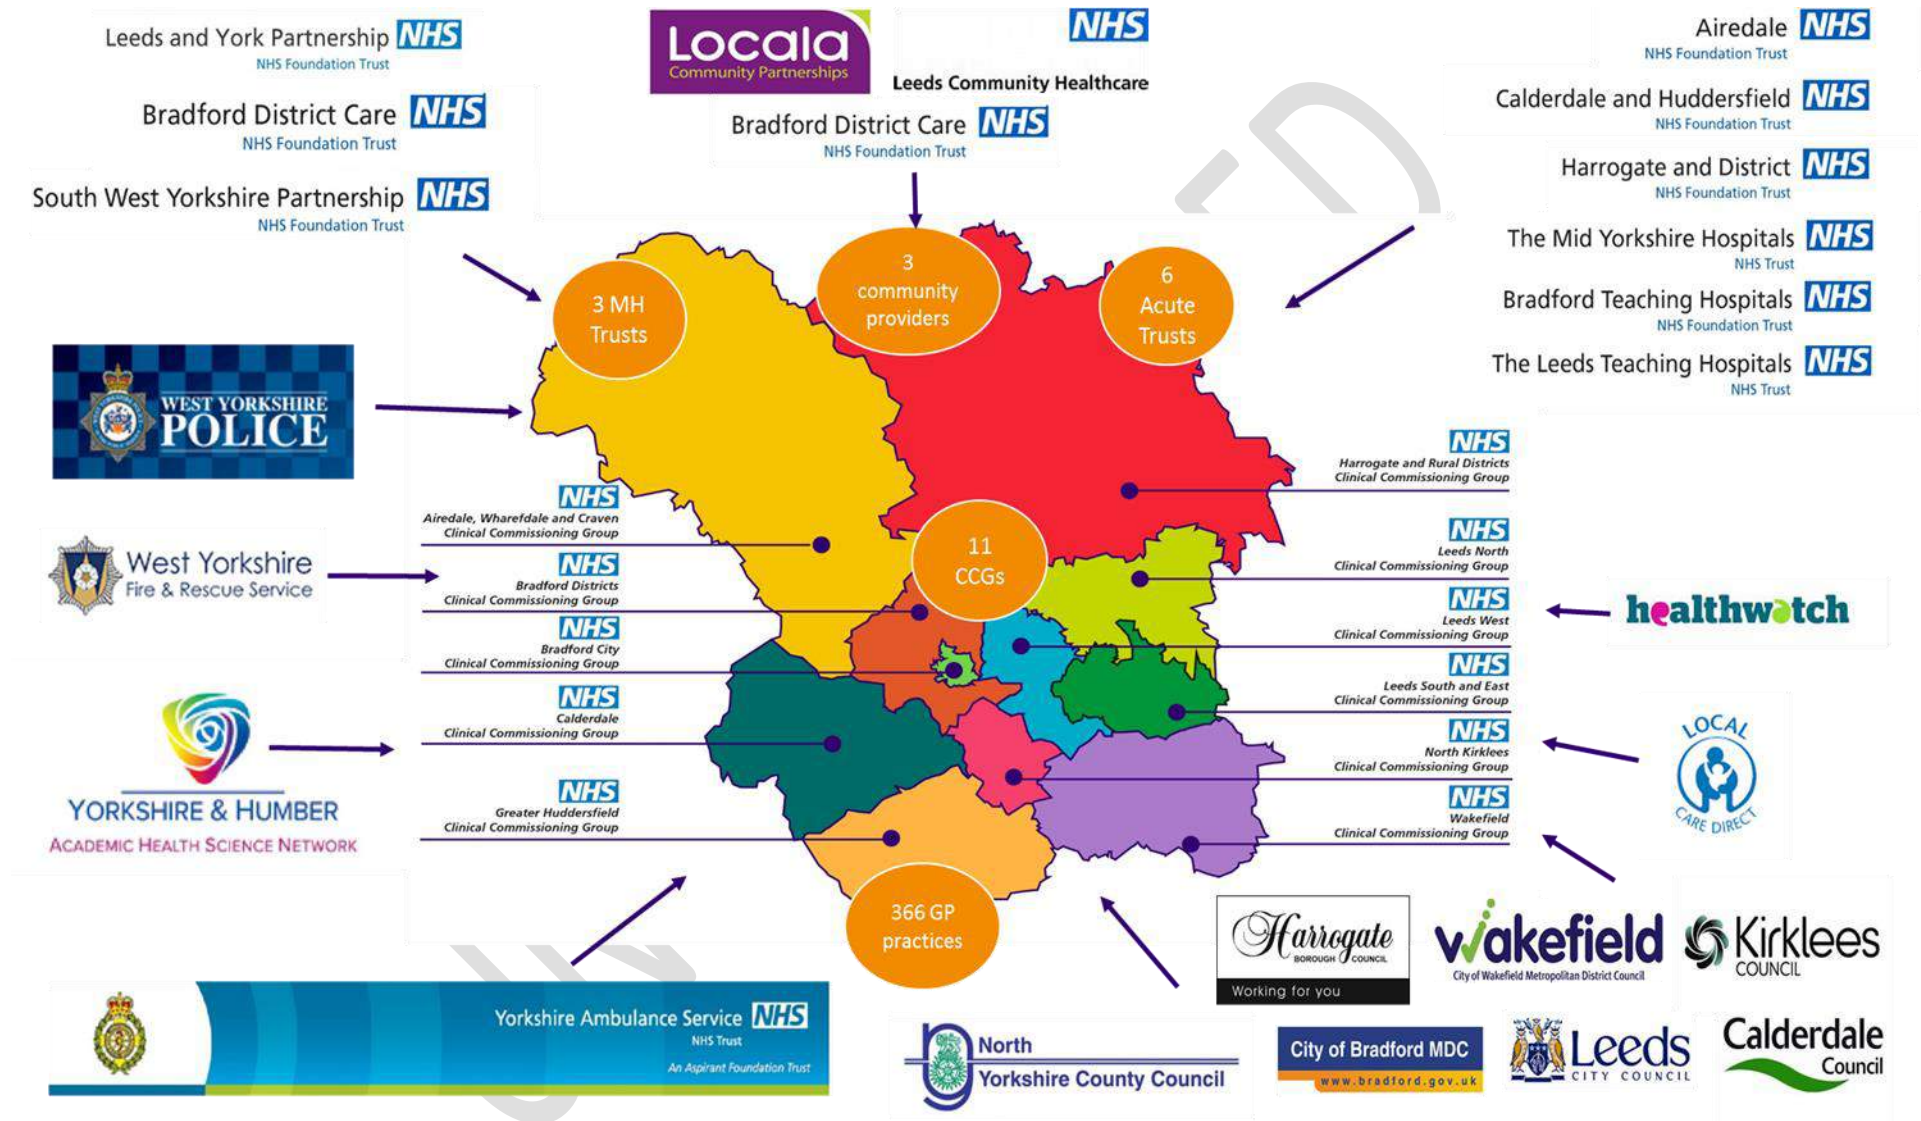 Leeds and York Partnership NHS
NHS Foundation Trust
Bradford District Care NHS
NHS Foundation Trust
South West Yorkshire Partnership NHS
NHS Foundation Trust
Locala
Community Partnerships
NHS
Leeds Community Healthcare
Bradford District Care NHS
NHS Foundation Trust
Airedale NHS
NHS Foundation Trust
Calderdale and Huddersfield NHS
NHS Foundation Trust
Harrogate and District NHS
NHS Foundation Trust
The Mid Yorkshire Hospitals NHS
NHS Trust
Bradford Teaching Hospitals NHS
NHS Foundation Trust
The Leeds Teaching Hospitals NHS
NHS Trust
3 MH
Trusts
3
community
providers
6
Acute
Trusts
11
CCGs
366 GP
practices
WEST YORKSHIRE
POLICE
West Yorkshire
Fire & Rescue Service
YORKSHIRE & HUMBER
ACADEMIC HEALTH SCIENCE NETWORK
NHS
Airedale, Wharefdale and Craven
Clinical Commissioning Group
NHS
Bradford Districts
Clinical Commissioning Group
NHS
Bradford City
Clinical Commissioning Group
NHS
Calderdale
Clinical Commissioning Group
NHS
Greater Huddersfield
Clinical Commissioning Group
NHS
Harrogate and Rural Districts
Clinical Commissioning Group
NHS
Leeds North
Clinical Commissioning Group
NHS
Leeds West
Clinical Commissioning Group
NHS
Leeds South and East
Clinical Commissioning Group
NHS
North Kirklees
Clinical Commissioning Group
NHS
Wakefield
Clinical Commissioning Group
healthwatch
LOCAL
CARE DIRECT
Yorkshire Ambulance Service NHS
NHS Trust
An Aspirant Foundation Trust
Harrogate
BOROUGH COUNCIL
Working for you
wakefield
City of Wakefield Metropolitan District Council
Kirklees
COUNCIL
North
Yorkshire County Council
City of Bradford MDC
www.bradford.gov.uk
Leeds
CITY COUNCIL
Calderdale
Council